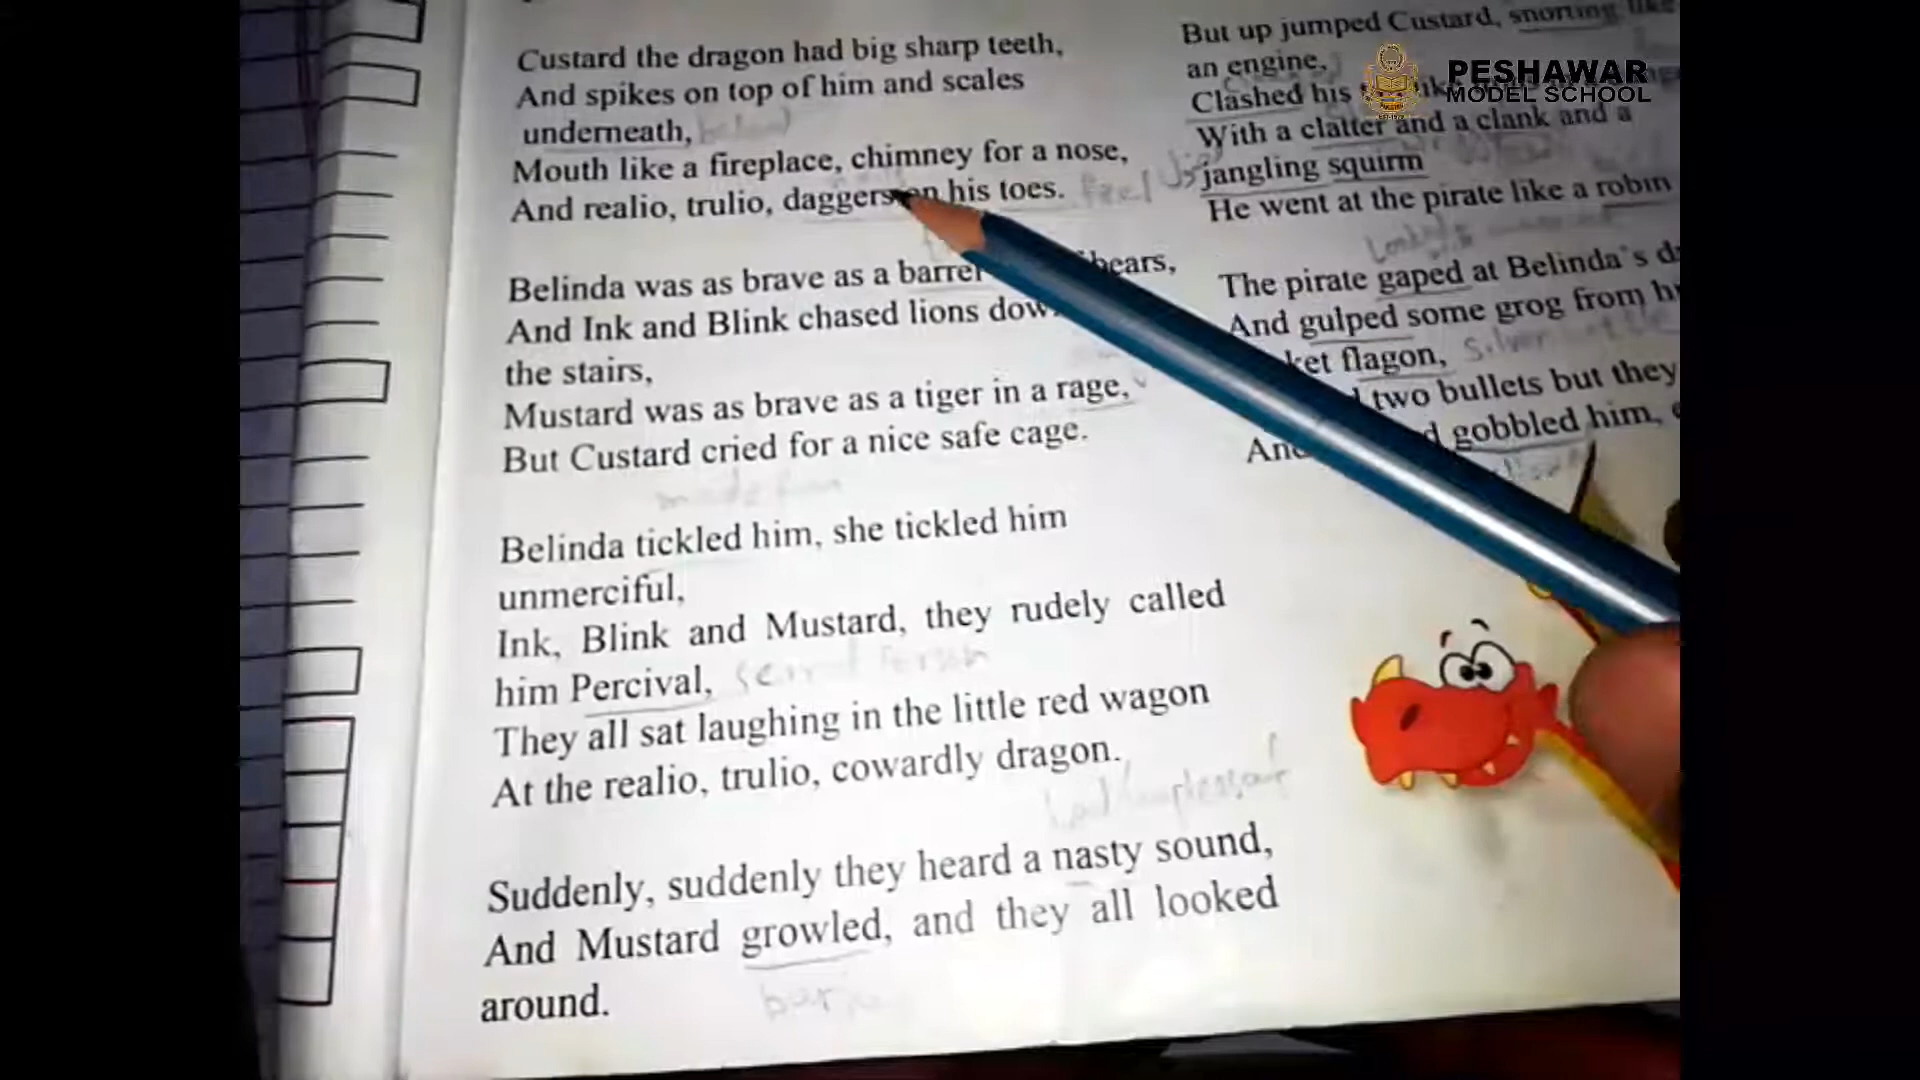 Custard the dragon had big sharp teeth,
And spikes on top of him and scales
underneath,
Mouth like a fireplace, chimney for a nose,
And realio, trulio, daggers on his toes.
Belinda was as brave as a barrel bears,
And Ink and Blink chased lions down
the stairs,
Mustard was as brave as a tiger in a rage,
But Custard cried for a nice safe cage.
made fun
Belinda tickled him, she tickled him
unmerciful,
Ink, Blink and Mustard, they rudely called
him Percival,
They all sat laughing in the little red wagon
At the realio, trulio, cowardly dragon.
Suddenly, suddenly they heard a nasty sound,
And Mustard growled, and they all looked
around.
But up jumped Custard, snorting like
an engine,
Clashed his
With a clatter and a clank and a
jangling squirm
He went at the pirate like a robin
The pirate gaped at Belinda's
And gulped some grog from
flagon,
two bullets but they
gobbled him,
PESHAWAR
MODEL SCHOOL